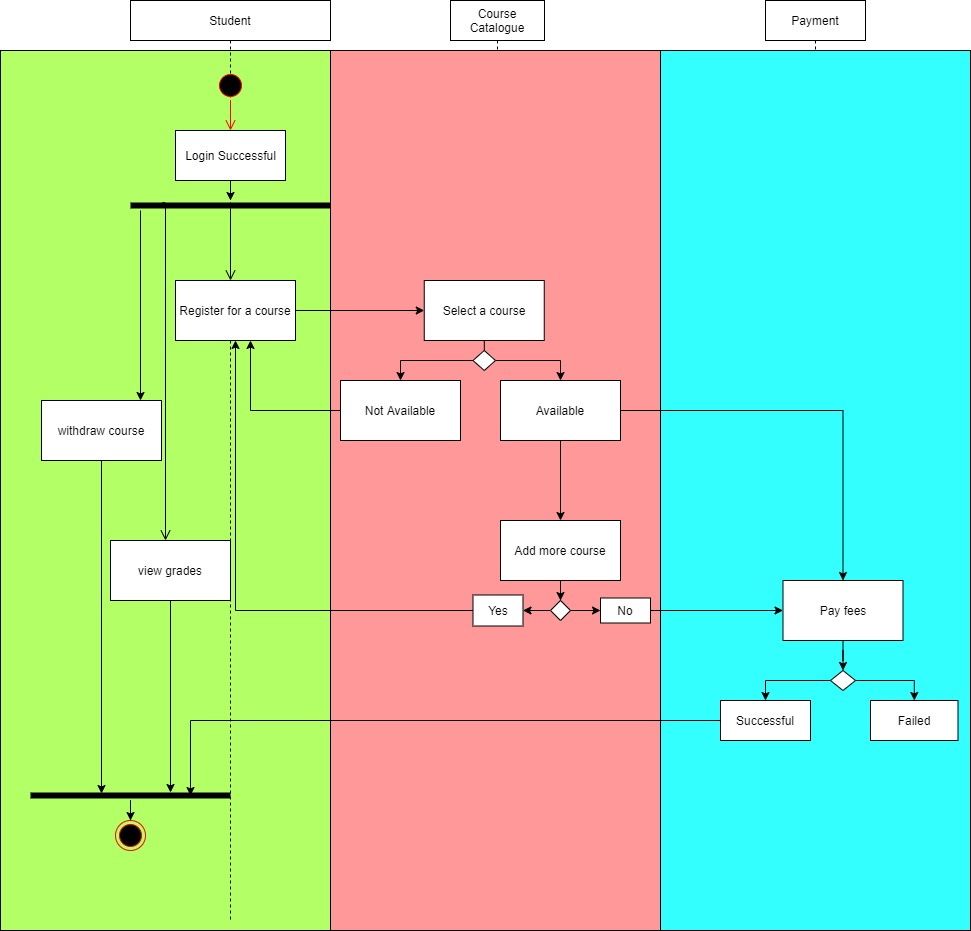 Student
Course
Catalogue
Payment
Login Successful
Register for a course
Select a course
Not Available
Available
withdraw course
Add more course
view grades
Yes
No
Pay fees
Successful
Failed